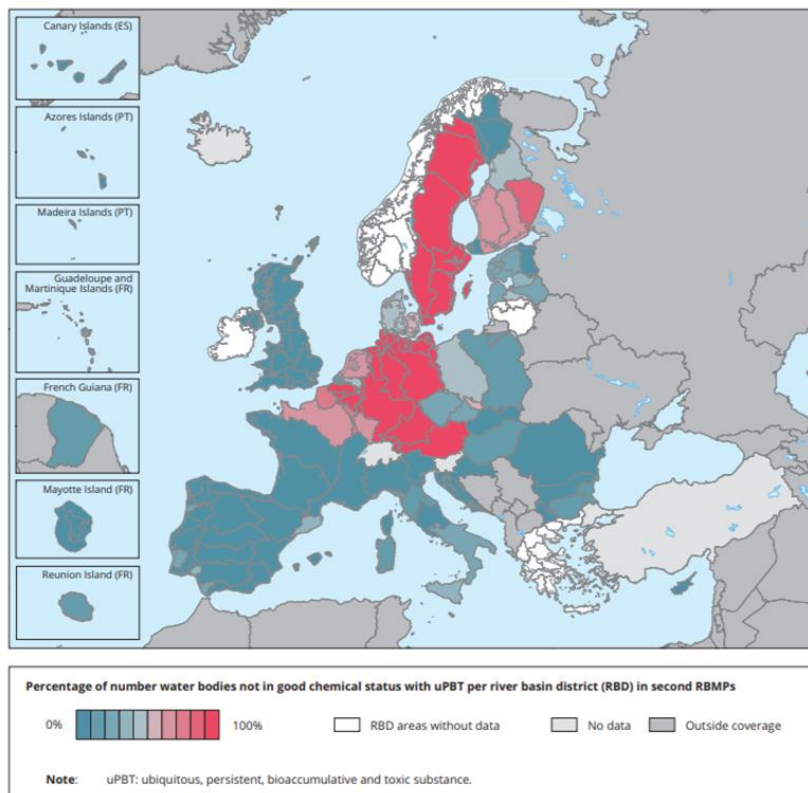 Canary Islands (ES)
Azores Islands (PT)
Madeira Islands (PT)
Guadeloupe and
Martinique Islands (FR)
French Guiana (FR)
Mayotte Island (FR)
Reunion Island (FR)
Percentage of number water bodies not in good chemical status with uPBT per river basin district (RBD) in second RBMPs
0% 100% RBD areas without data No data Outside coverage
Note: uPBT: ubiquitous, persistent, bioaccumulative and toxic substance.